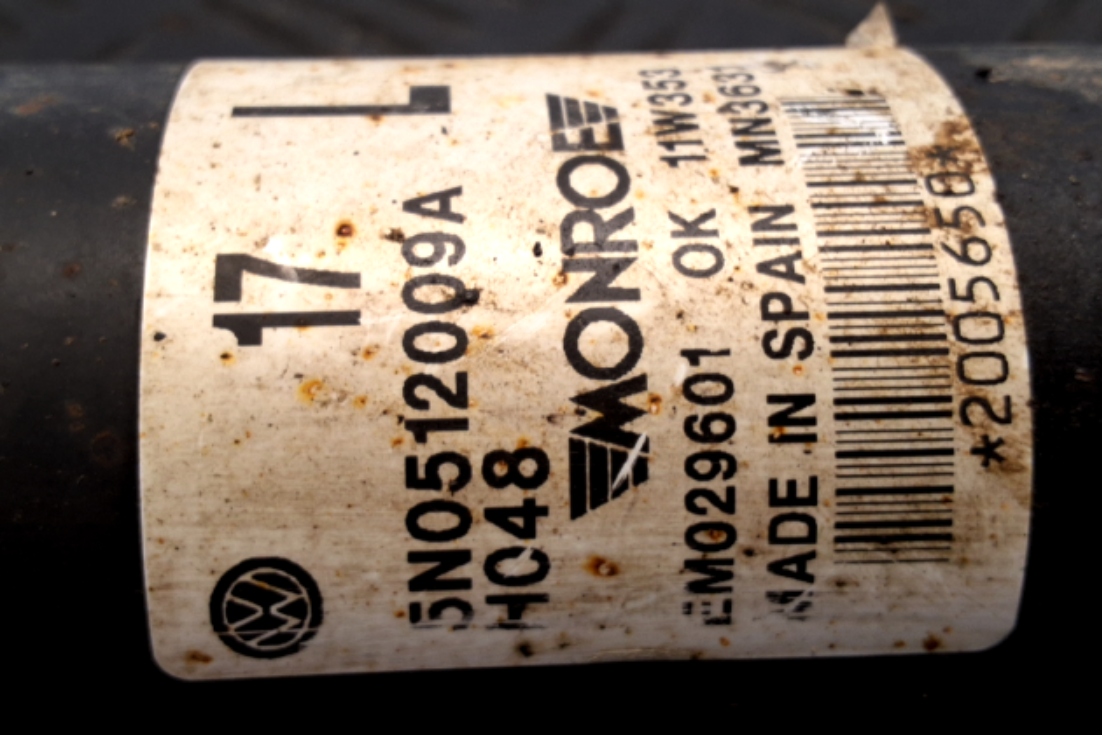 17 L
5N0512009A
HC48
MONROE
EM029601 OK 11W353
MADE IN SPAIN MN3631
*2005650*